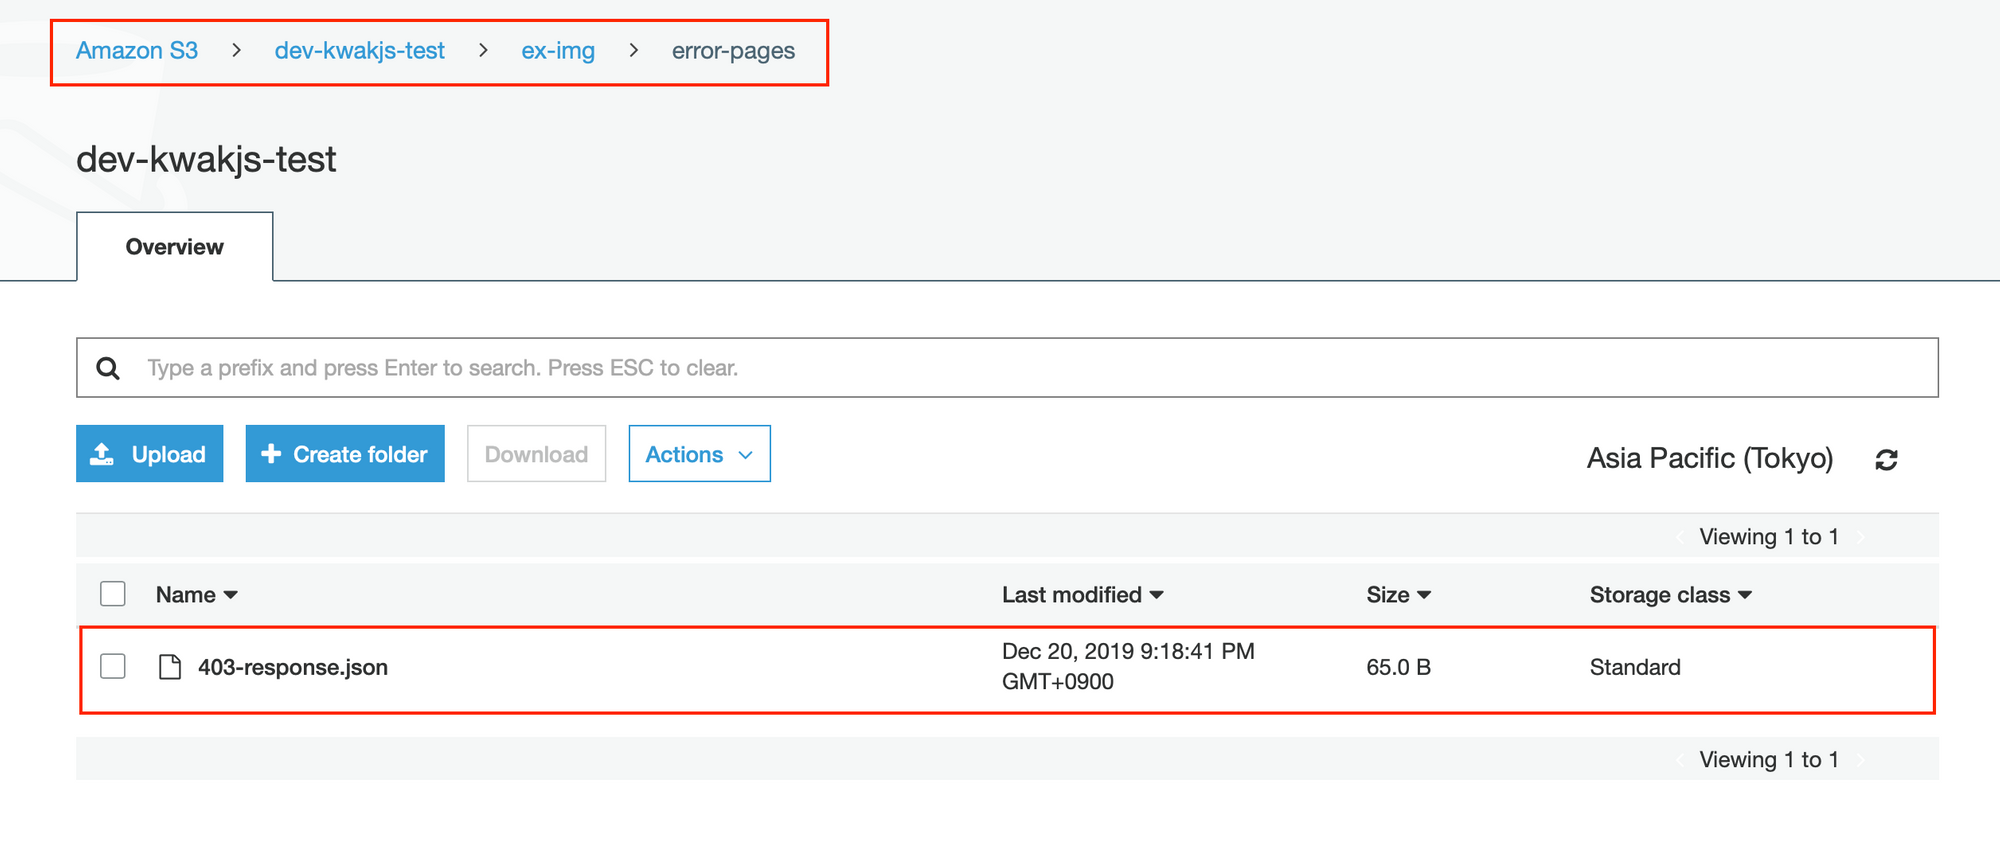 Amazon S3 > dev-kwakjs-test > ex-img > error-pages
dev-kwakjs-test
Overview
Type a prefix and press Enter to search. Press ESC to clear.
Upload Create folder Download Actions Asia Pacific (Tokyo)
Viewing 1 to 1
Name Last modified Size Storage class
403-response.json Dec 20, 2019 9:18:41 PM 65.0 B Standard
GMT+0900
Viewing 1 to 1